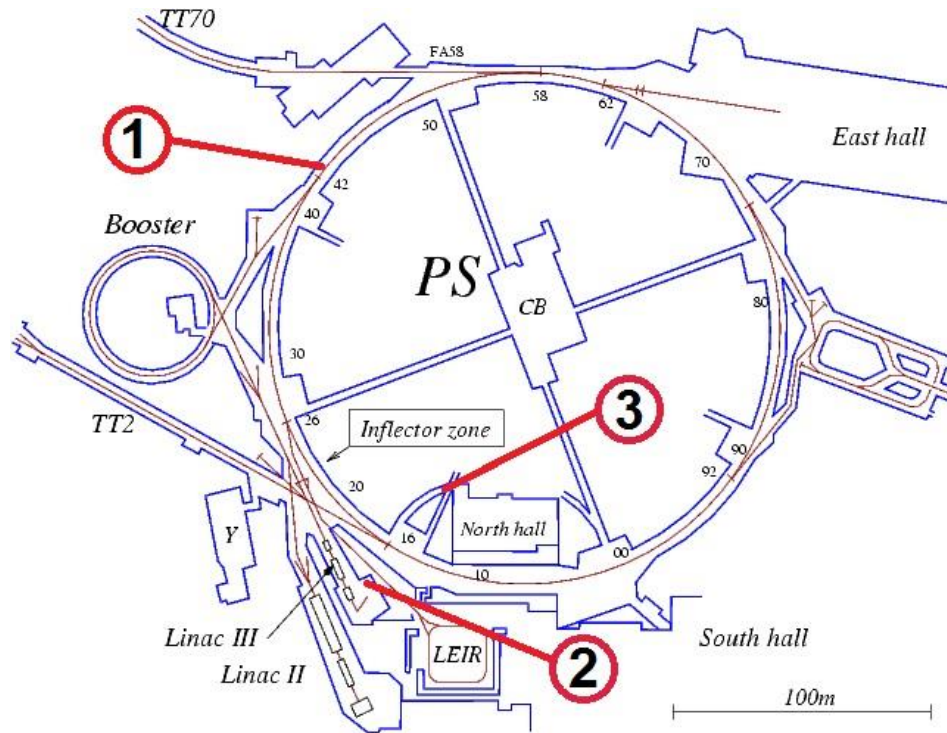 TT70
FA58
58
62
50
East hall
1
70
42
Booster
40
PS
CB
80
30
3
TT2
26
Inflector zone
90
92
20
Y
16
North hall
00
10
Linac III
South hall
Linac II
LEIR
2
100m